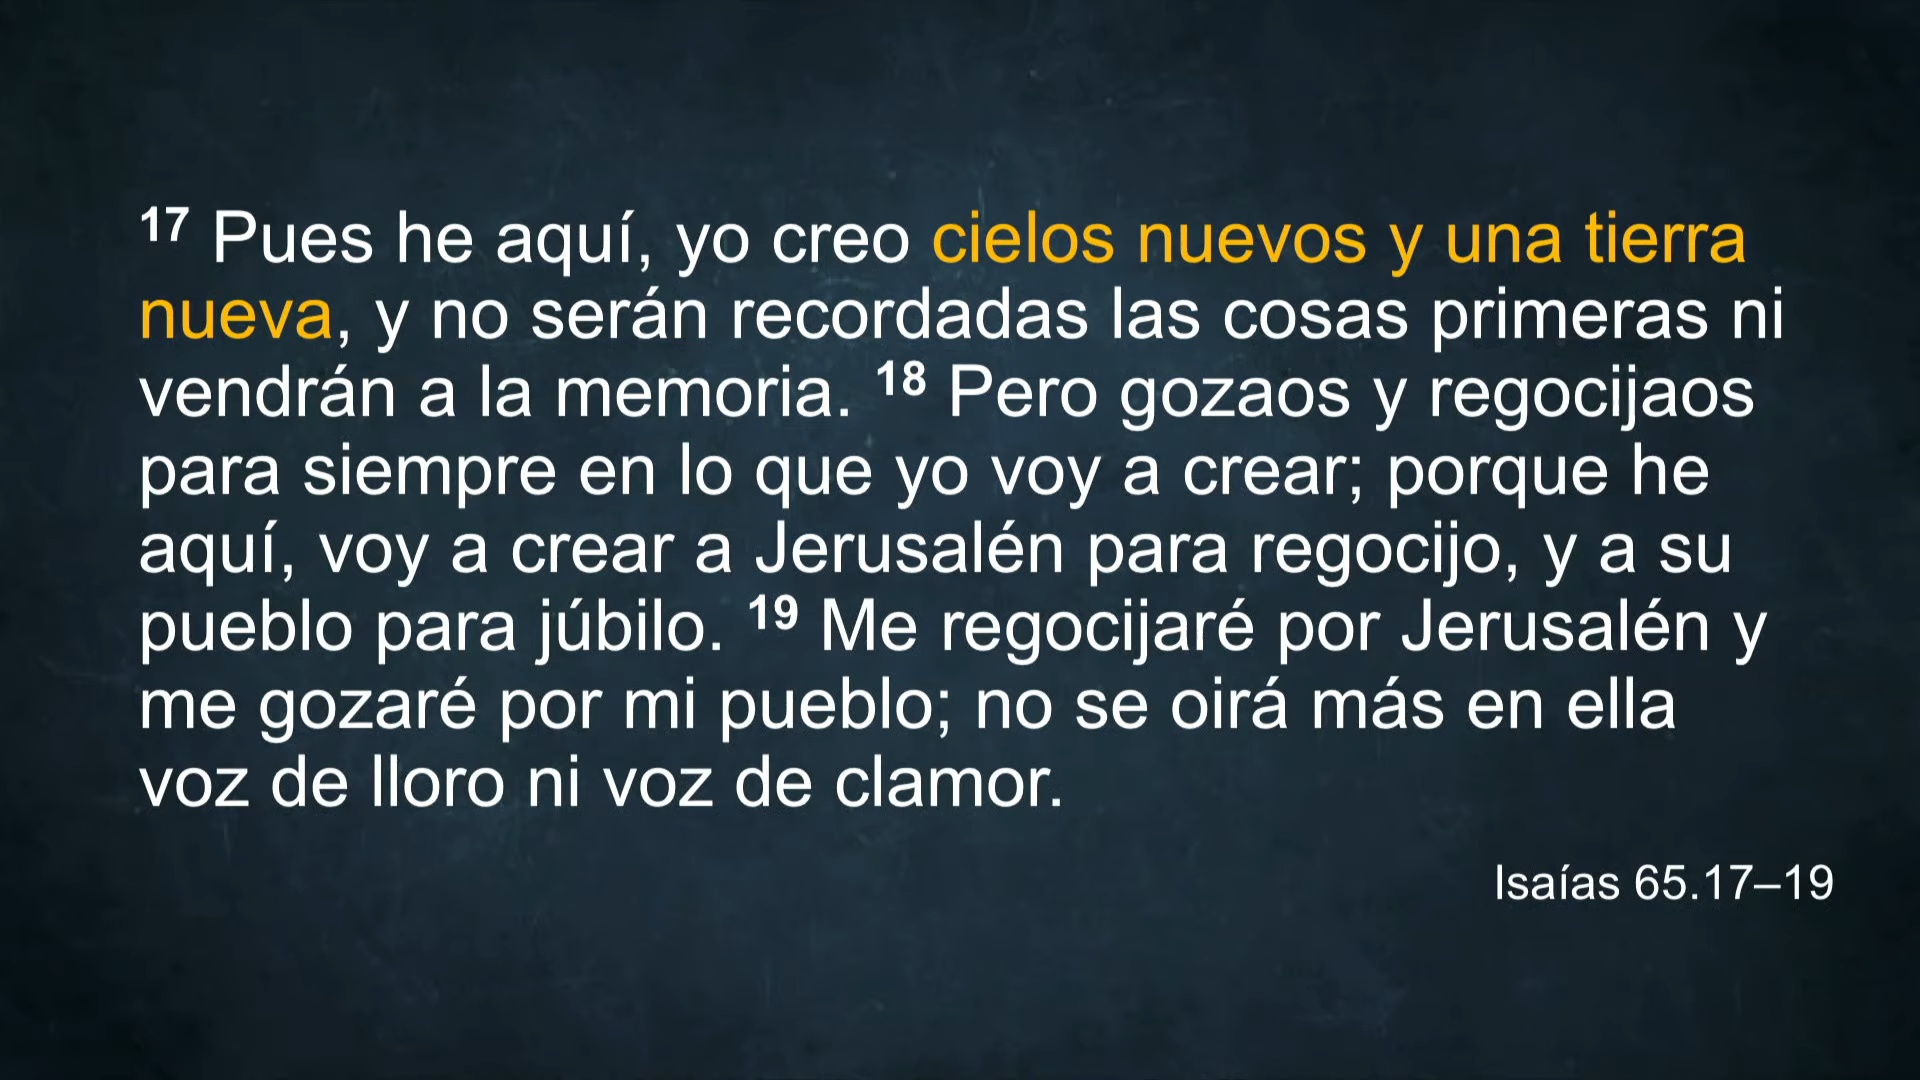 17 Pues he aquí, yo creo cielos nuevos y una tierra
nueva, y no serán recordadas las cosas primeras ni
vendrán a la memoria. 18 Pero gozaos y regocijaos
para siempre en lo que yo voy a crear; porque he
aquí, voy a crear a Jerusalén para regocijo, y a su
pueblo para júbilo. 19 Me regocijaré por Jerusalén y
me gozaré por mi pueblo; no se oirá más en ella
voz de lloro ni voz de clamor.
Isaías 65.17–19